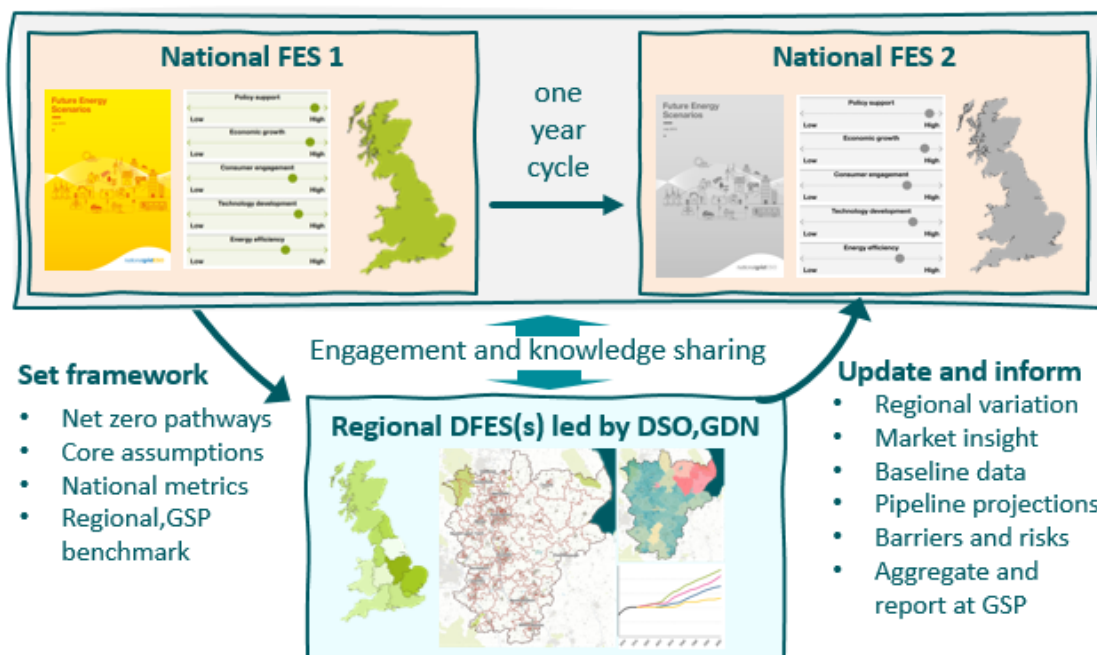 National FES 1
Future Energy
Scenarios
Policy support
Low High
Economic growth
Low High
Consumer engagement
Low High
Technology development
Low High
Energy efficiency
Low High
one
year
cycle
National FES 2
Future Energy
Scenarios
Policy support
Low High
Economic growth
Low High
Consumer engagement
Low High
Technology development
Low High
Energy efficiency
Low High
Engagement and knowledge sharing
Set framework
• Net zero pathways
• Core assumptions
• National metrics
• Regional,GSP
benchmark
Regional DFES(s) led by DSO,GDN
Update and inform
• Regional variation
• Market insight
• Baseline data
• Pipeline projections
• Barriers and risks
• Aggregate and
report at GSP